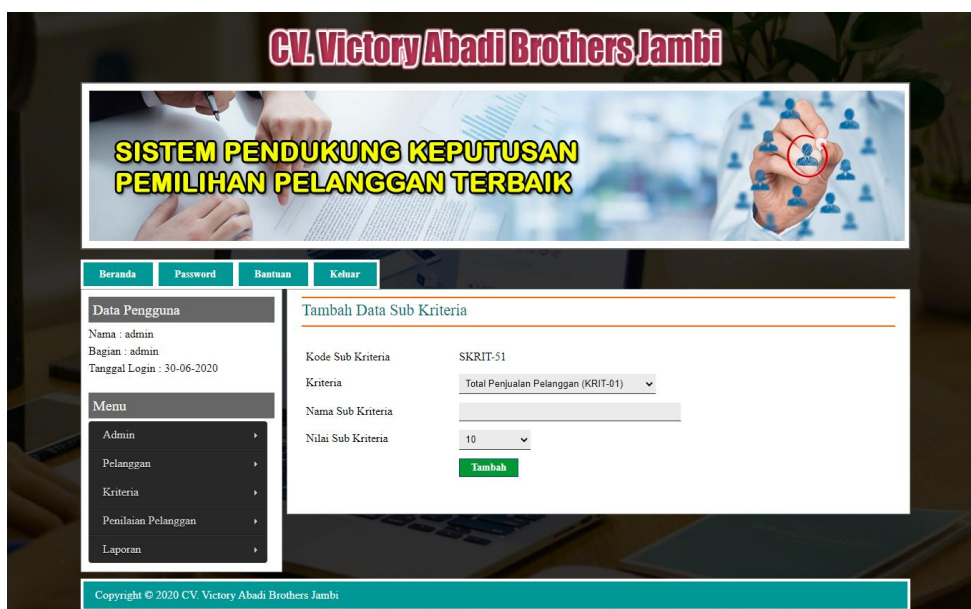 CV. Victory Abadi Brothers Jambi
SISTEM PENDUKUNG KEPUTUSAN
PEMILIHAN PELANGGAN TERBAIK
Beranda Password Bantuan Keluar
Data Pengguna
Nama : admin
Bagian : admin
Tanggal Login : 30-06-2020
Menu
Admin
Pelanggan
Kriteria
Penilaian Pelanggan
Laporan
Tambah Data Sub Kriteria
Kode Sub Kriteria SKRIT-51
Kriteria Total Penjualan Pelanggan (KRIT-01)
Nama Sub Kriteria
Nilai Sub Kriteria 10
Tambah
Copyright © 2020 CV. Victory Abadi Brothers Jambi